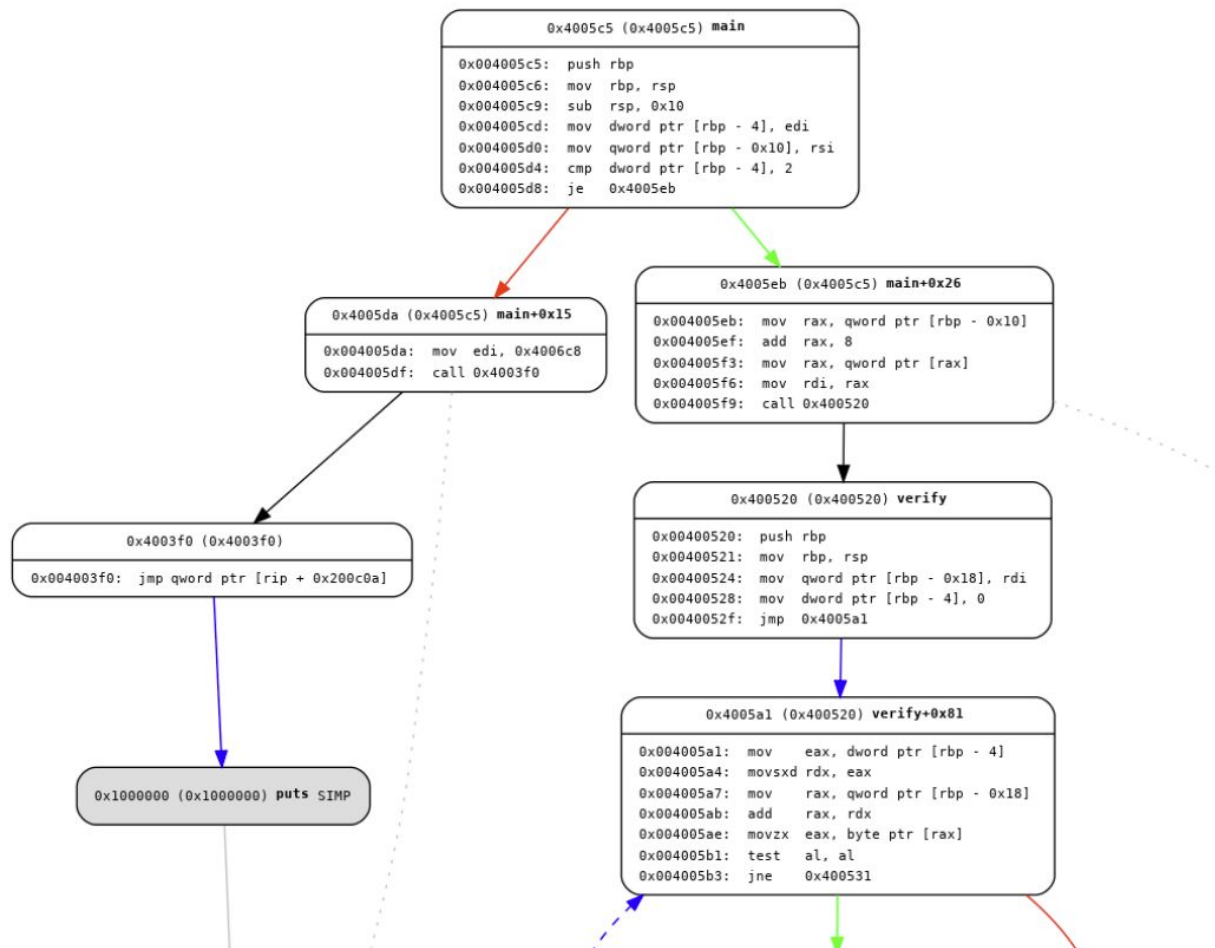 0x4005c5 (0x4005c5) main
0x004005c5: push rbp
0x004005c6: mov rbp, rsp
0x004005c9: sub rsp, 0x10
0x004005cd: mov dword ptr [rbp - 4], edi
0x004005d0: mov qword ptr [rbp - 0x10], rsi
0x004005d4: cmp dword ptr [rbp - 4], 2
0x004005d8: je 0x4005eb
0x4005da (0x4005c5) main+0x15
0x004005da: mov edi, 0x4006c8
0x004005df: call 0x4003f0
0x4005eb (0x4005c5) main+0x26
0x004005eb: mov rax, qword ptr [rbp - 0x10]
0x004005ef: add rax, 8
0x004005f3: mov rax, qword ptr [rax]
0x004005f6: mov rdi, rax
0x004005f9: call 0x400520
0x4003f0 (0x4003f0)
0x004003f0: jmp qword ptr [rip + 0x200c0a]
0x400520 (0x400520) verify
0x00400520: push rbp
0x00400521: mov rbp, rsp
0x00400524: mov qword ptr [rbp - 0x18], rdi
0x00400528: mov dword ptr [rbp - 4], 0
0x0040052f: jmp 0x4005a1
0x1000000 (0x1000000) puts SIMP
0x4005a1 (0x400520) verify+0x81
0x004005a1: mov eax, dword ptr [rbp - 4]
0x004005a4: movsxd rdx, eax
0x004005a7: mov rax, qword ptr [rbp - 0x18]
0x004005ab: add rax, rdx
0x004005ae: movzx eax, byte ptr [rax]
0x004005b1: test al, al
0x004005b3: jne 0x400531